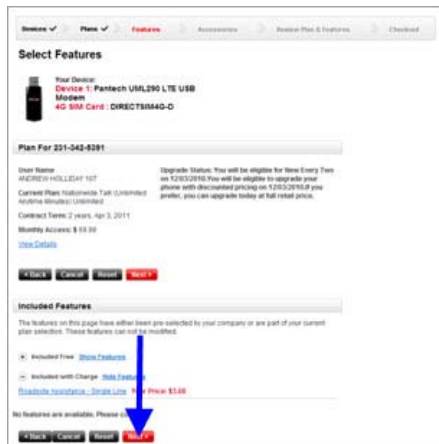 Devices ✓ Plans ✓ Features Accessories Review Plan & Features Checkout
Select Features
Your Device:
Device 1: Pantech UML290 LTE USB
Modem
4G SIM Card : DIRECTSIM4G-D
Plan For 231-342-5391
User Name
ANDREW HOLLIDAY 107
Current Plan: Nationwide Talk (Unlimited
Anytime Minutes) Unlimited
Contract Term: 2 years, Apr 3, 2011
Monthly Access: $ 69.99
View Details
Upgrade Status: You will be eligible for New Every Two
on 12/03/2010.You will be eligible to upgrade your
phone with discounted pricing on 12/03/2010.If you
prefer, you can upgrade today at full retail price.
Back Cancel Reset Next
Included Features
The features on this page have either been pre-selected by your company or are part of your current
plan selection. These features can not be modified.
Included Free Show Features
Included with Charge Hide Features
Roadside Assistance - Single Line Price: $3.00
No features are available. Please
Back Cancel Reset Next